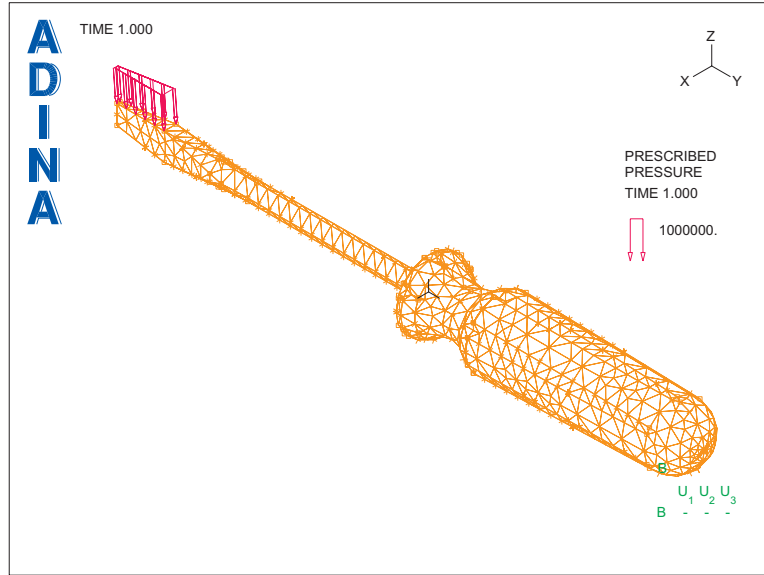 ADINA
TIME 1.000
Z
X Y
PRESCRIBED
PRESSURE
TIME 1.000
1000000.
B
U1 U2 U3
B - - -